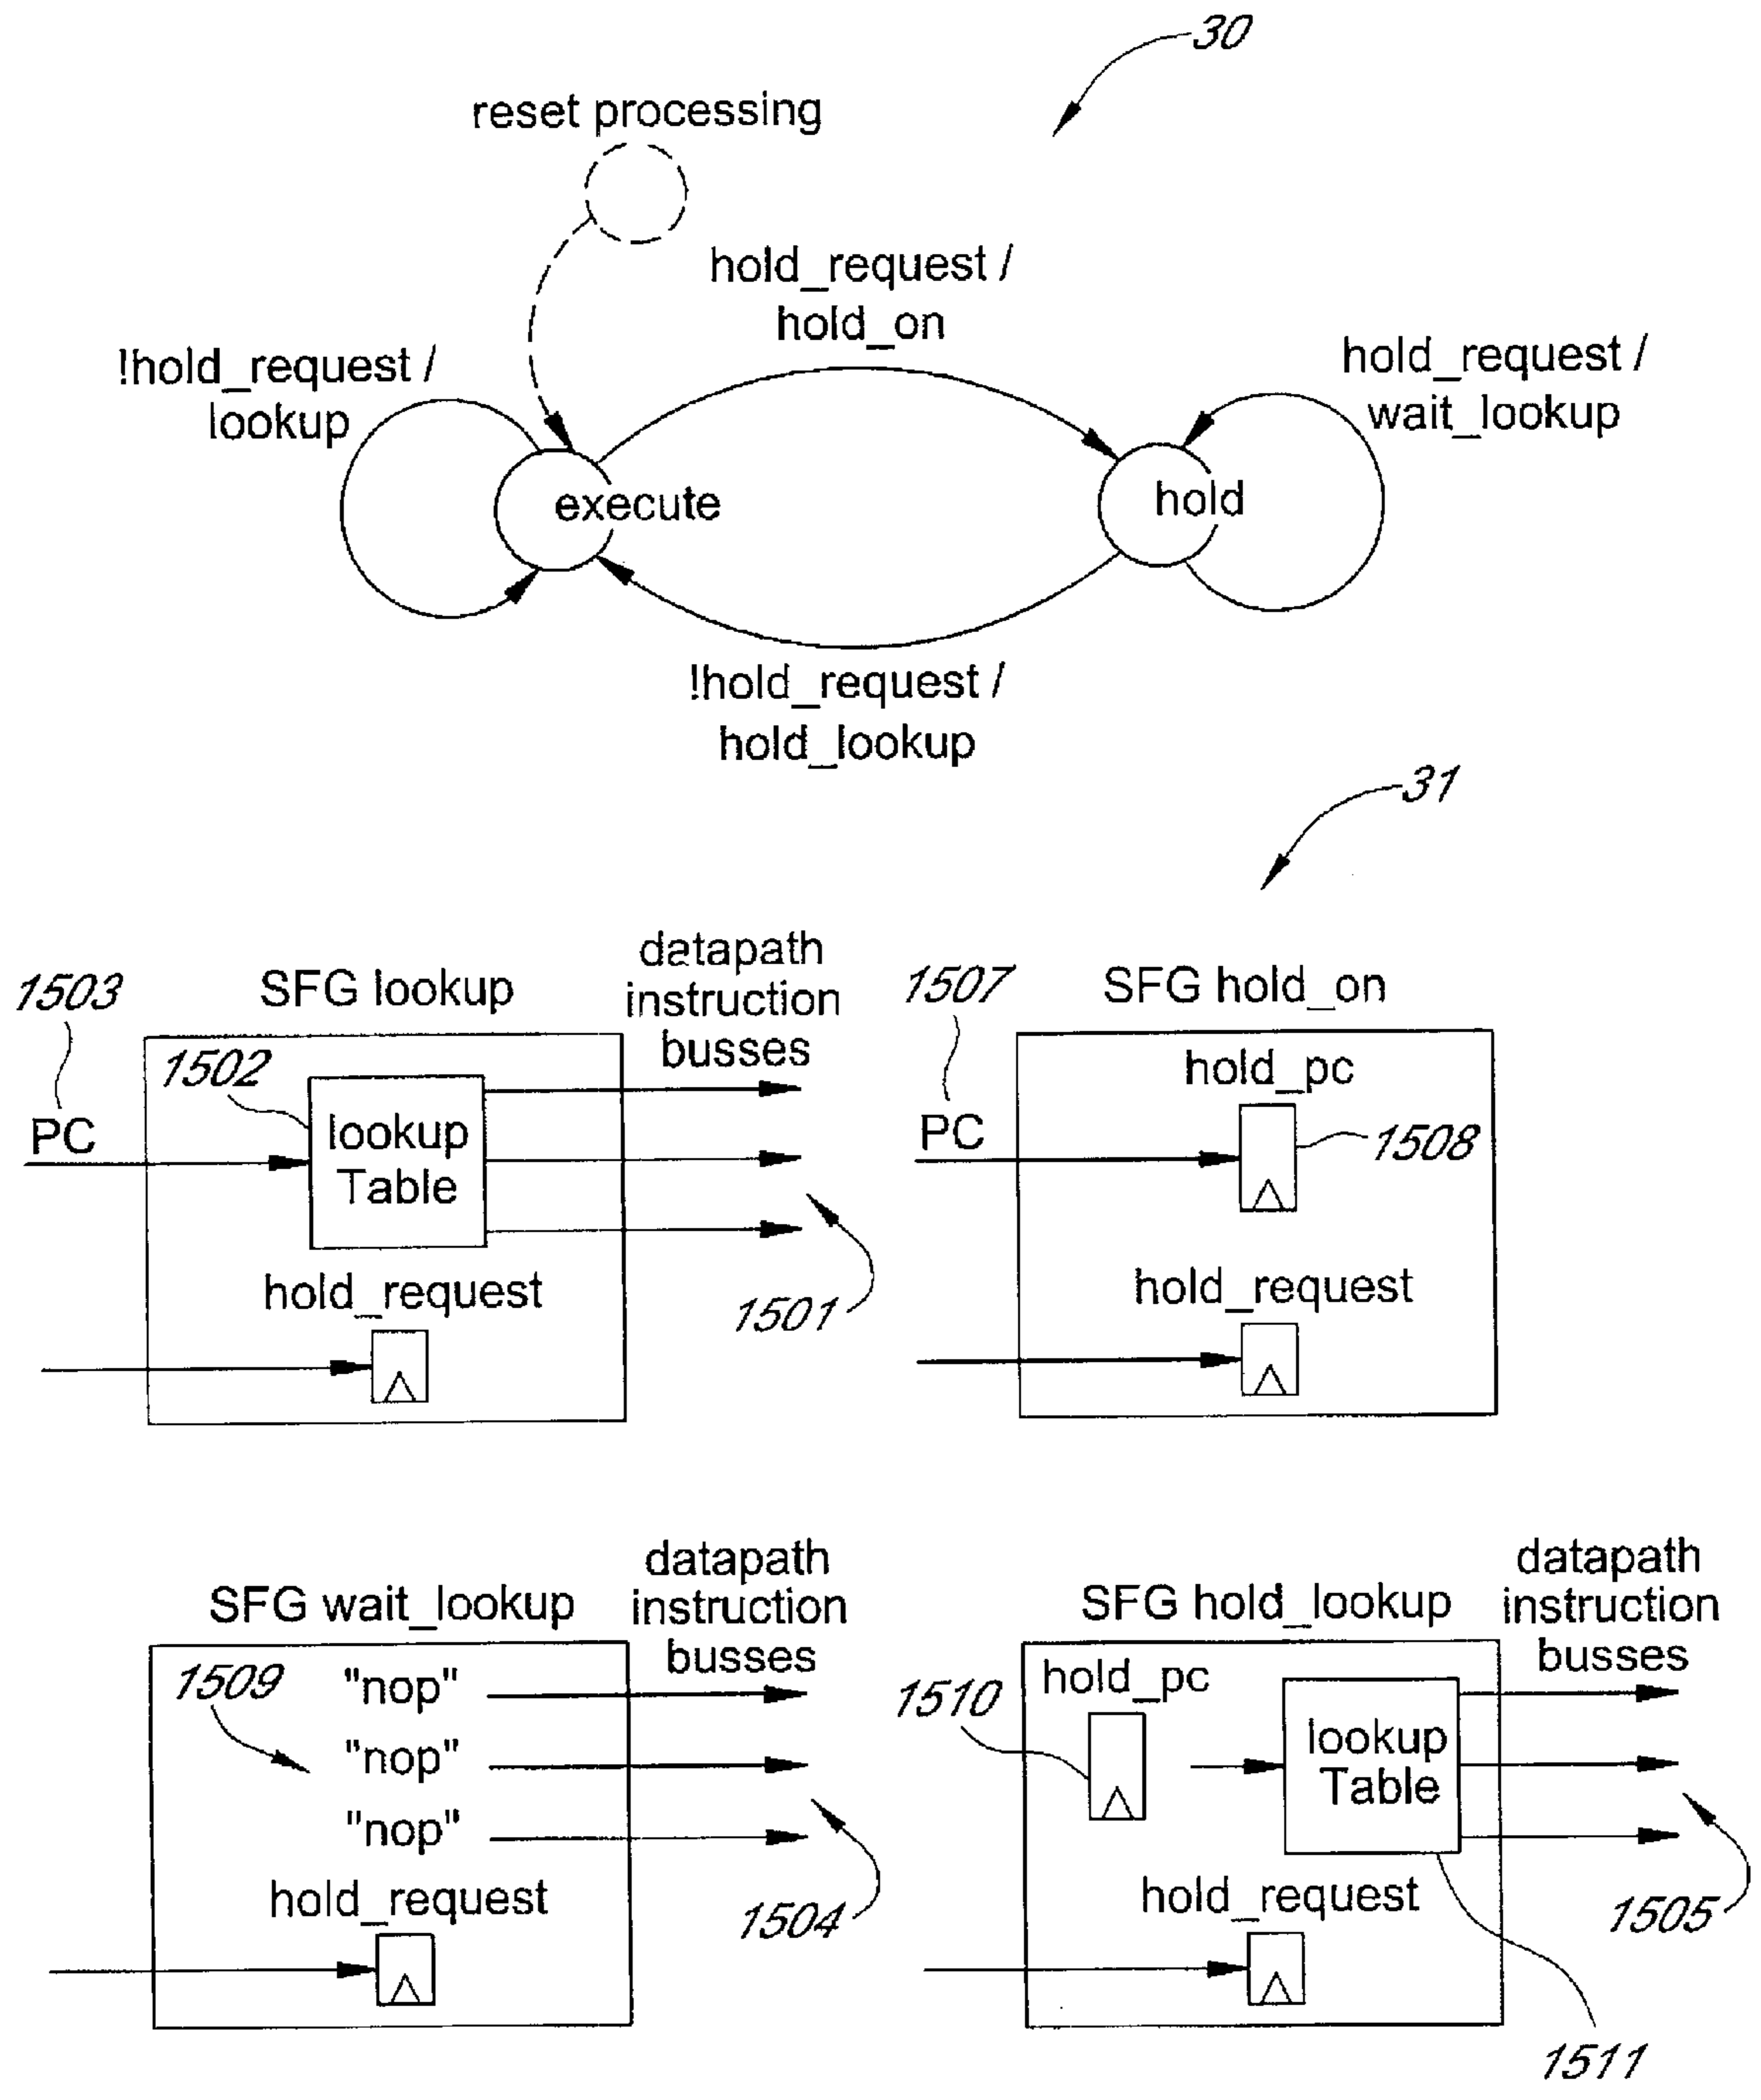 30
reset processing
hold_request /
hold_on
!hold_request /
lookup
hold_request /
wait_lookup
execute
hold
!hold_request /
hold_lookup
31
1503
SFG lookup
datapath
instruction
busses
1502
PC
lookup
Table
hold_request
1501
1507
SFG hold_on
hold_pc
PC
1508
hold_request
SFG wait_lookup
datapath
instruction
busses
1509
"nop"
"nop"
"nop"
hold_request
1504
SFG hold_lookup
datapath
instruction
busses
hold_pc
1510
lookup
Table
hold_request
1505
1511